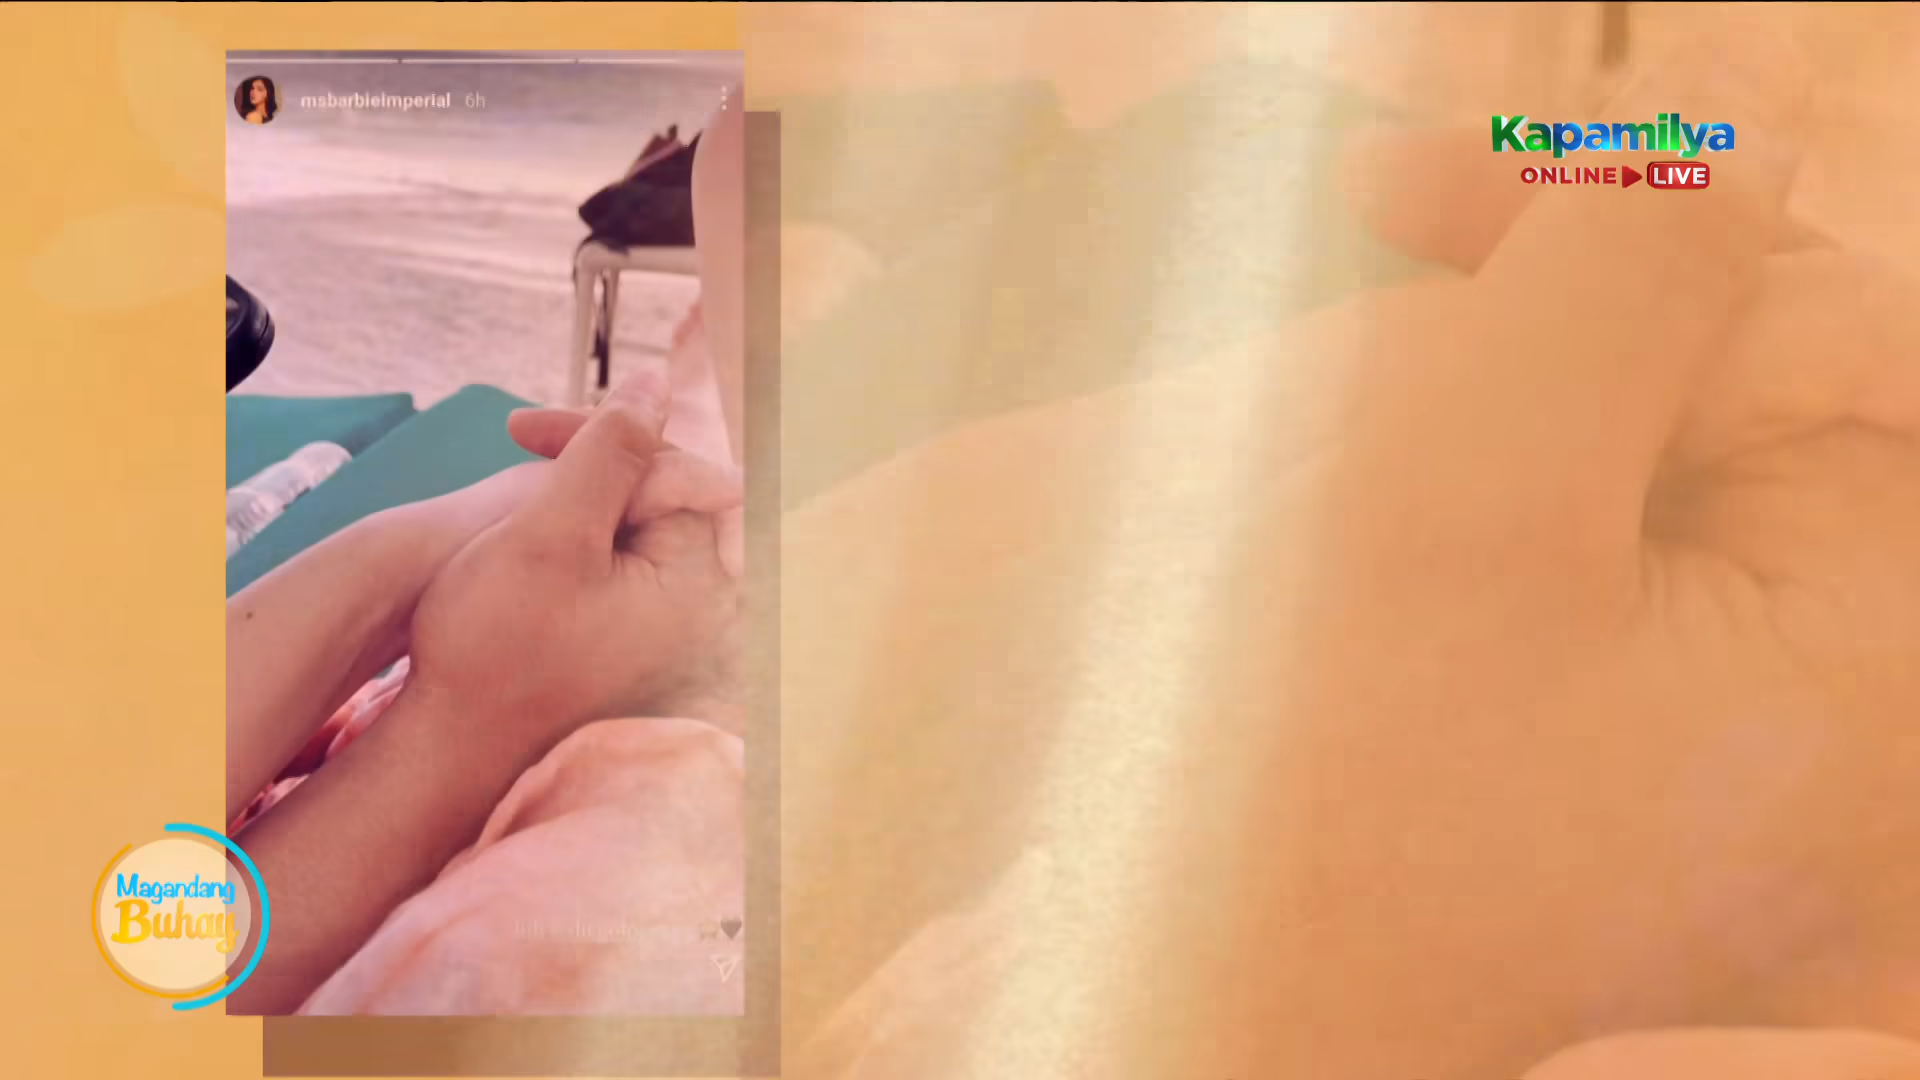 msbarbieimperial 6h
Kapamilya
ONLINE LIVE
Magandang
Buhay